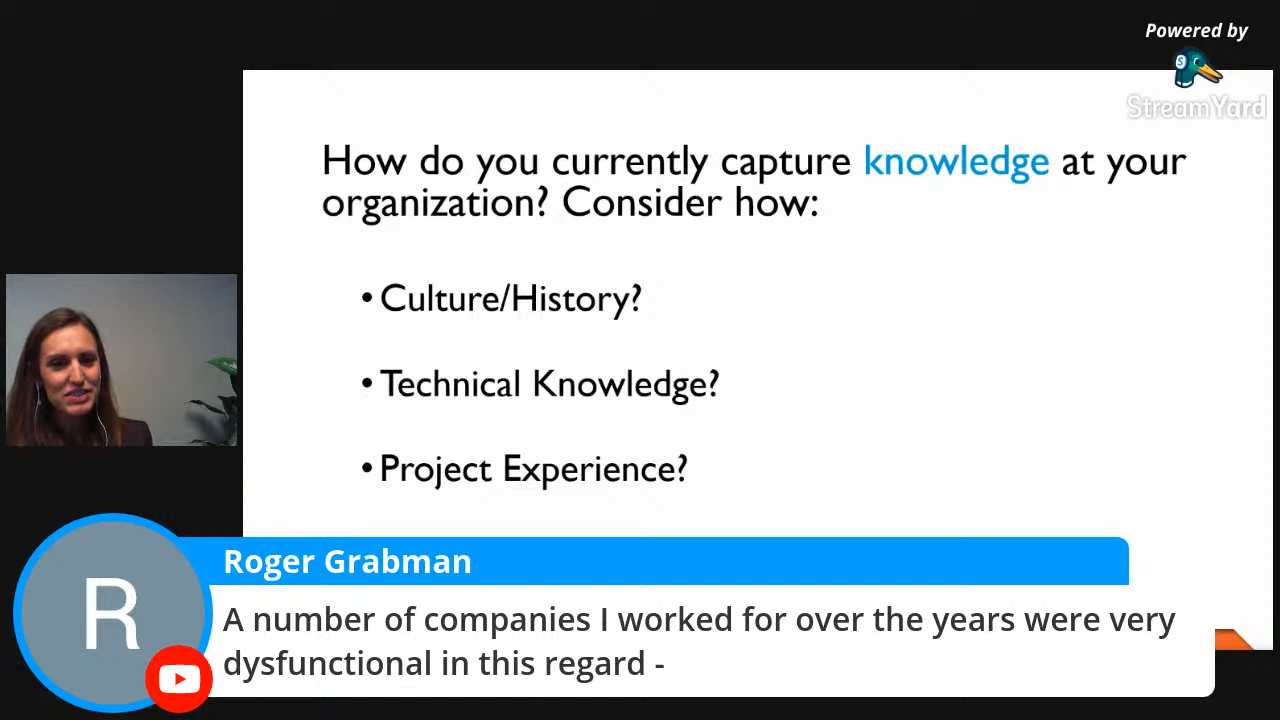 Powered by
S
StreamYard
How do you currently capture knowledge at your
organization? Consider how:
• Culture/History?
• Technical Knowledge?
• Project Experience?
R
Roger Grabman
A number of companies I worked for over the years were very
dysfunctional in this regard -